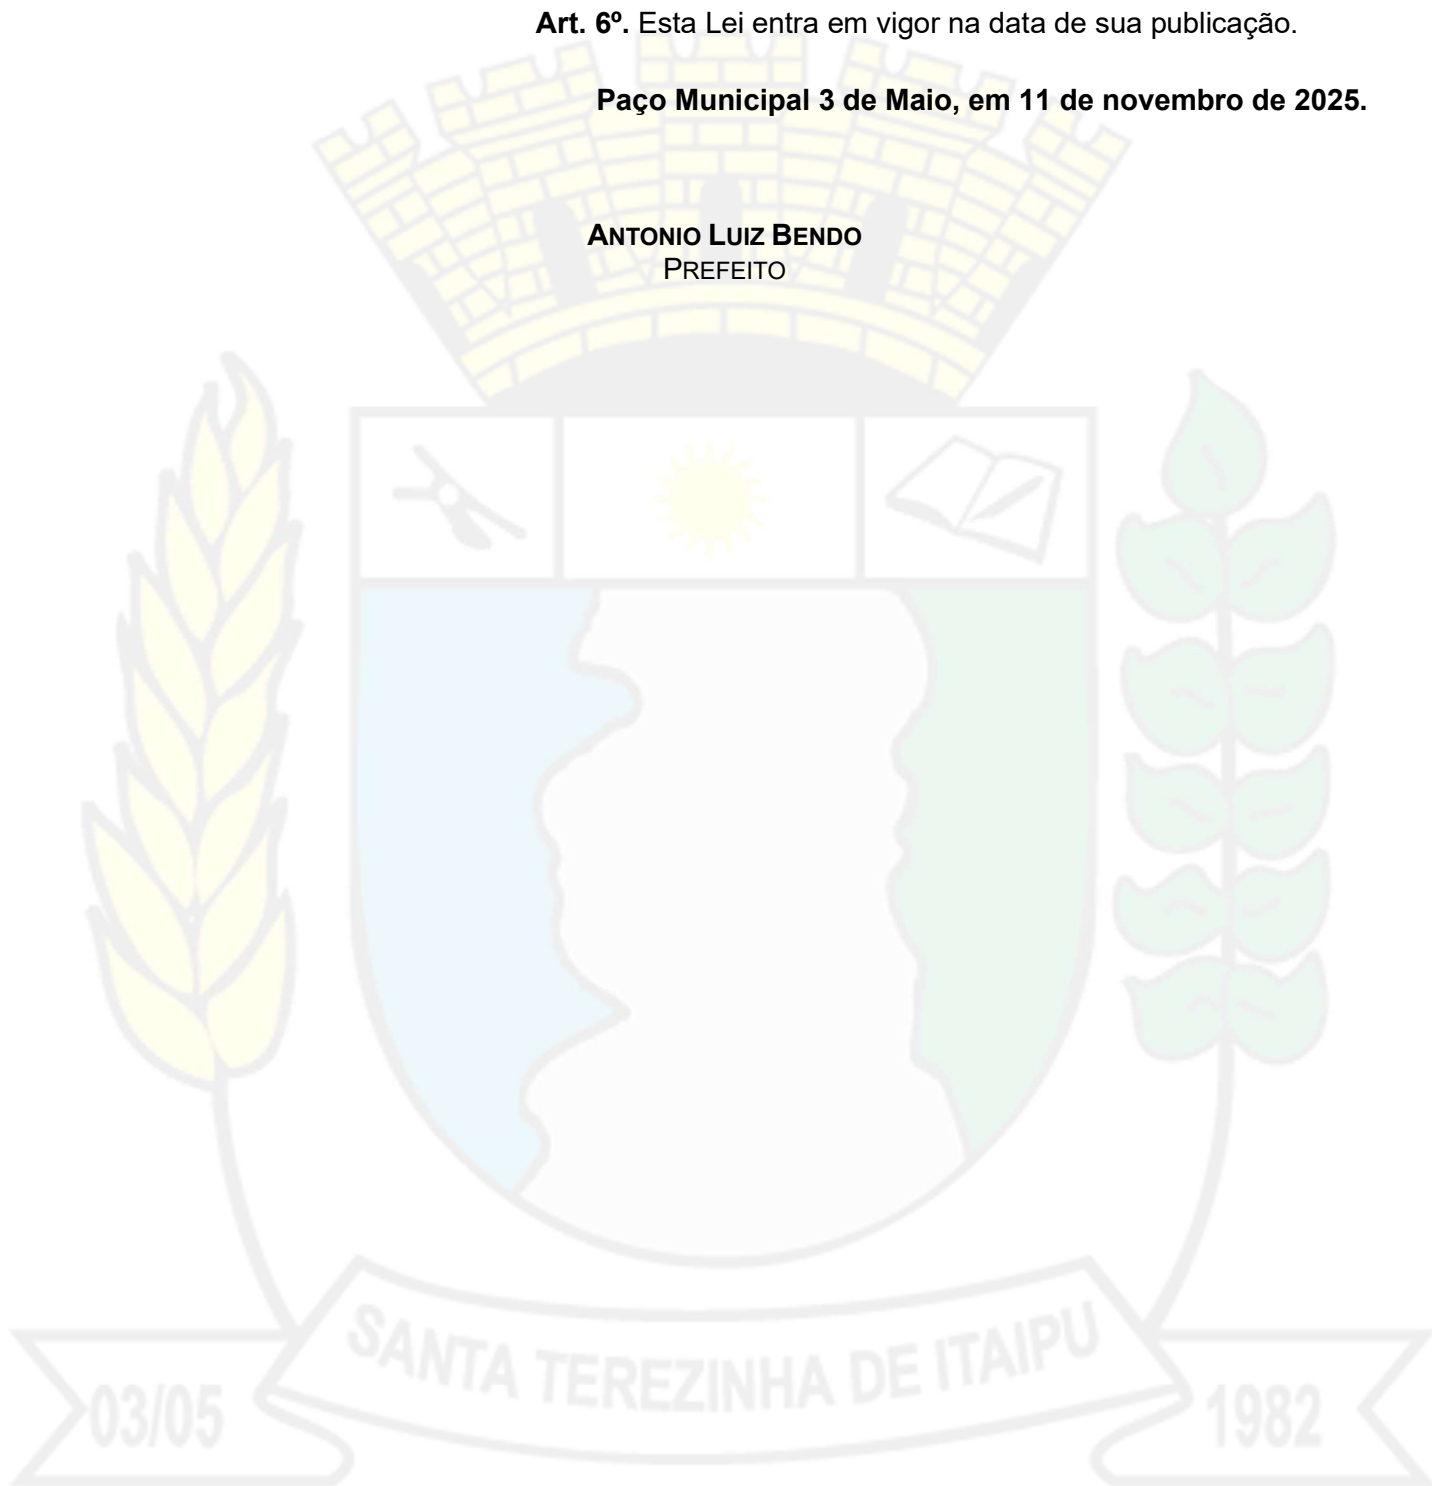 Art. 6º. Esta Lei entra em vigor na data de sua publicação.
Paço Municipal 3 de Maio, em 11 de novembro de 2025.
ANTONIO LUIZ BENDO
PREFEITO
SANTA TEREZINHA DE ITAIPU
03/05
1982